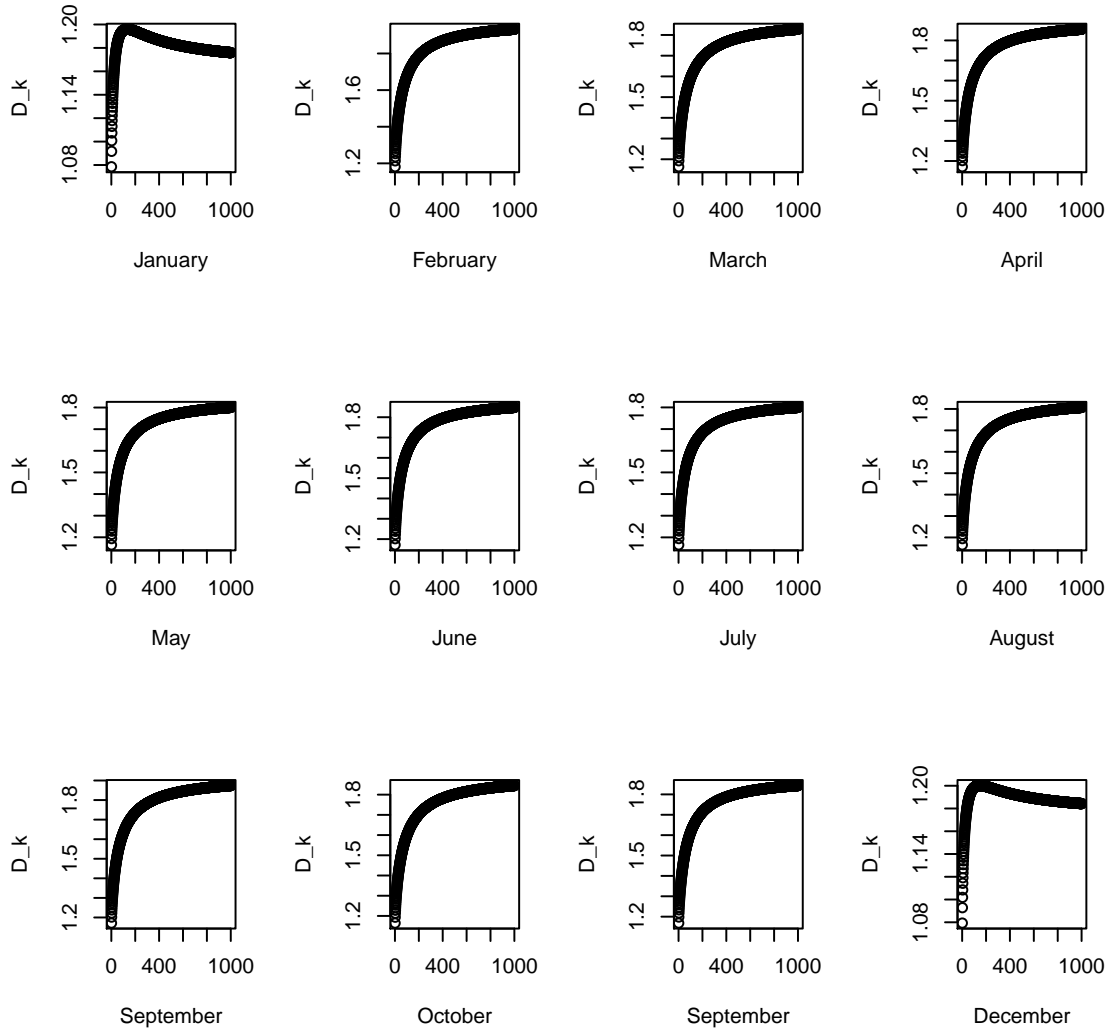 D_k 1.08 1.14 1.20 0 400 1000 January
D_k 1.2 1.6 0 400 1000 February
D_k 1.2 1.5 1.8 0 400 1000 March
D_k 1.2 1.5 1.8 0 400 1000 April
D_k 1.2 1.5 1.8 0 400 1000 May
D_k 1.2 1.5 1.8 0 400 1000 June
D_k 1.2 1.5 1.8 0 400 1000 July
D_k 1.2 1.5 1.8 0 400 1000 August
D_k 1.2 1.5 1.8 0 400 1000 September
D_k 1.2 1.5 1.8 0 400 1000 October
D_k 1.2 1.5 1.8 0 400 1000 September
D_k 1.08 1.14 1.20 0 400 1000 December